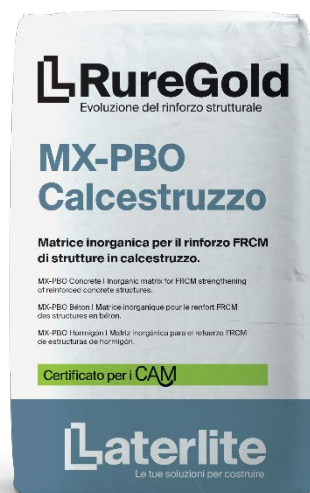 RureGold
Evoluzione del rinforzo strutturale
MX-PBO
Calcestruzzo
Matrice inorganica per il rinforzo FRCM
di strutture in calcestruzzo.
MX-PBO Concrete | Inorganic matrix for FRCM strengthening
of reinforced concrete structures.
MX-PBO Béton | Matrice inorganique pour le renfort FRCM
des structures en béton.
MX-PBO Hormigón | Matriz inorgánica para el refuerzo FRCM
de estructuras de hormigón.
Certificato per i CAM
Laterlite
Le tue soluzioni per costruire